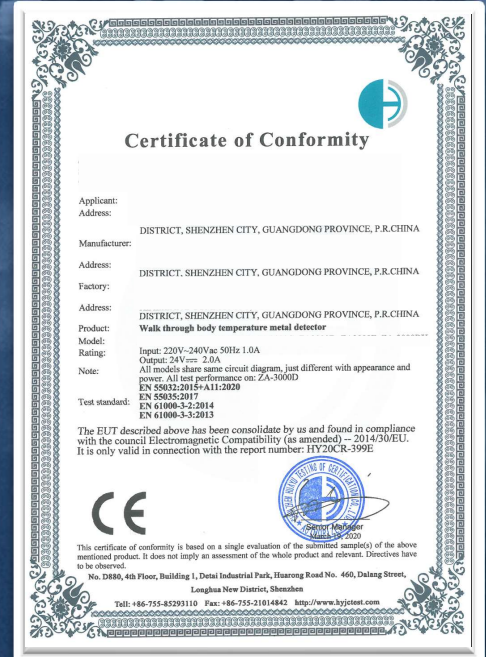 Certificate of Conformity
Applicant:
Address:
DISTRICT, SHENZHEN CITY, GUANGDONG PROVINCE, P.R.CHINA
Manufacturer:
Address:
DISTRICT. SHENZHEN CITY, GUANGDONG PROVINCE, P.R.CHINA
Factory:
Address:
DISTRICT, SHENZHEN CITY, GUANGDONG PROVINCE, P.R.CHINA
Product: Walk through body temperature metal detector
Model:
Rating: Input: 220V~240Vac 50Hz 1.0A
Output: 24V⎓ 2.0A
Note: All models share same circuit diagram, just different with appearance and
power. All test performance on: ZA-3000D
EN 55032:2015+A11:2020
EN 55035:2017
Test standard: EN 61000-3-2:2014
EN 61000-3-3:2013
The EUT described above has been consolidate by us and found in compliance
with the council Electromagnetic Compatibility (as amended) – 2014/30/EU.
It is only valid in connection with the report number: HY20CR-399E
TESTING OF CERTIFICATION
CE
Senior Manager
March 19, 2020
This certificate of conformity is based on a single evaluation of the submitted sample(s) of the above
mentioned product. It does not imply an assessment of the whole product and relevant. Directives have
to be observed.
No. D880, 4th Floor, Building 1, Detai Industrial Park, Huarong Road No. 460, Dalang Street,
Longhua New District, Shenzhen
Tell: +86-755-85293110 Fax: +86-755-21014842 http://www.hyjctest.com